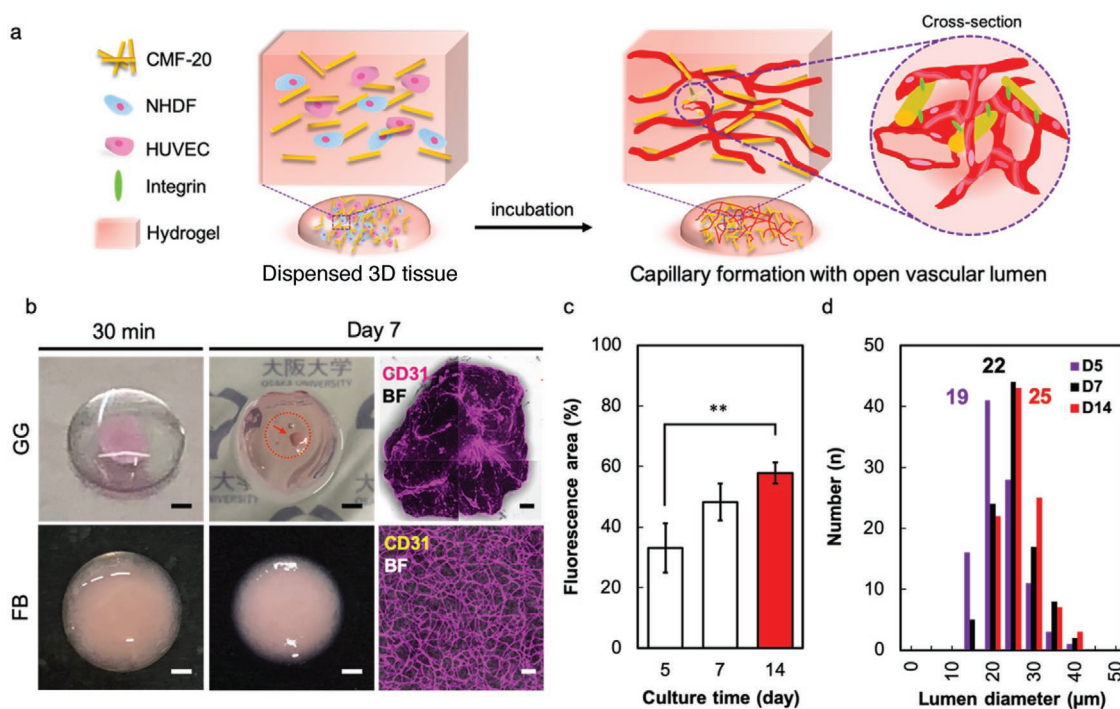 a
CMF-20
NHDF
HUVEC
Integrin
Hydrogel
Dispensed 3D tissue
incubation
Cross-section
Capillary formation with open vascular lumen
b
30 min
Day 7
GG
大阪大学
OSAKA UNIVERSITY
CD31
BF
FB
CD31
BF
c
100
80
60
40
20
0
**
Fluorescence area (%)
5 7 14
Culture time (day)
d
50
40
30
20
10
0
19
22
25
D5
D7
D14
Number (n)
0 10 20 30 40 50
Lumen diameter (µm)